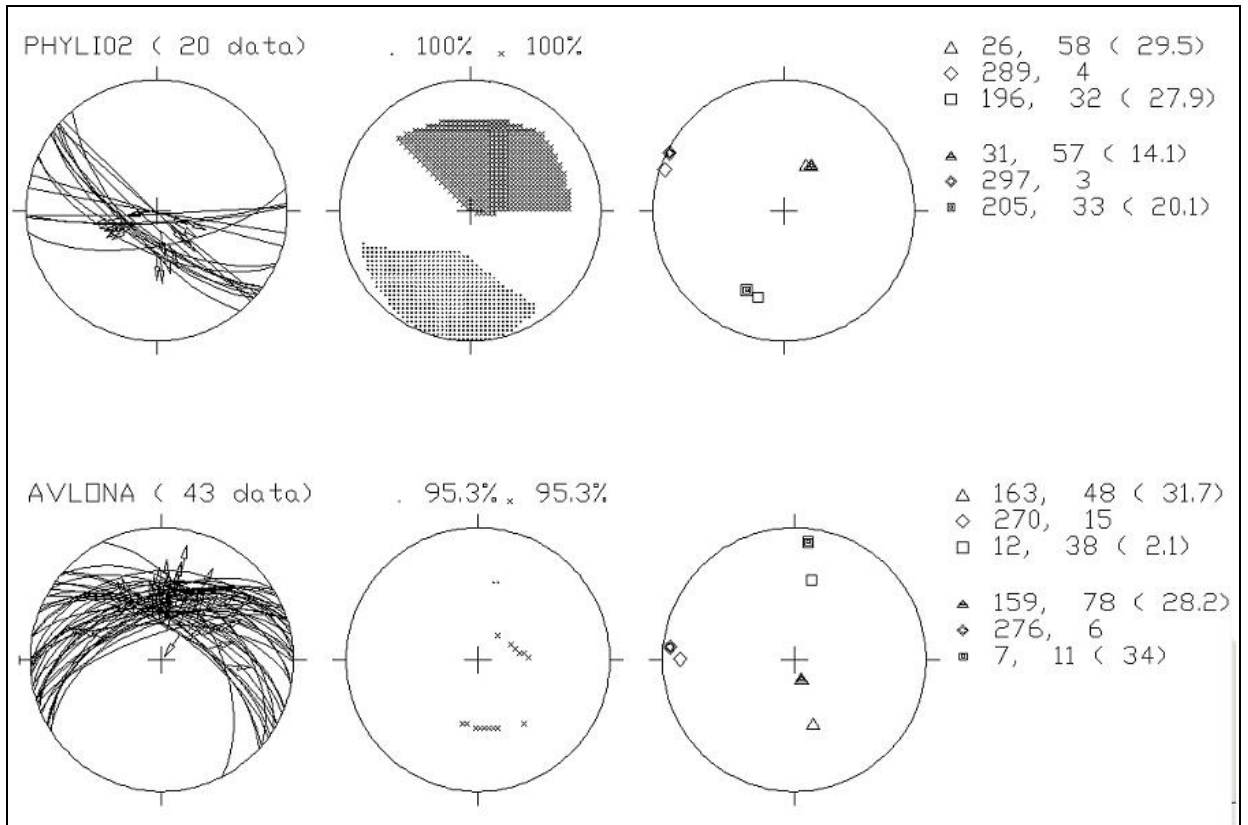 PHYLI02 ( 20 data) . 100% × 100%
△ 26, 58 ( 29.5)
◇ 289, 4
□ 196, 32 ( 27.9)
31, 57 ( 14.1)
297, 3
205, 33 ( 20.1)
AVLONA ( 43 data) . 95.3% × 95.3%
△ 163, 48 ( 31.7)
◇ 270, 15
□ 12, 38 ( 2.1)
159, 78 ( 28.2)
276, 6
7, 11 ( 34)